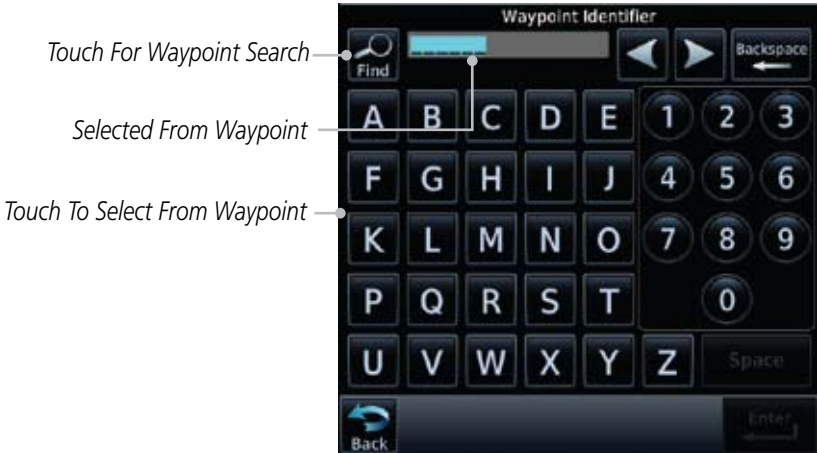 Waypoint Identifier
Touch For Waypoint Search
Find
Backspace
Selected From Waypoint
A B C D E 1 2 3
F G H I J 4 5 6
Touch To Select From Waypoint
K L M N O 7 8 9
P Q R S T 0
U V W X Y Z Space
Back
Enter